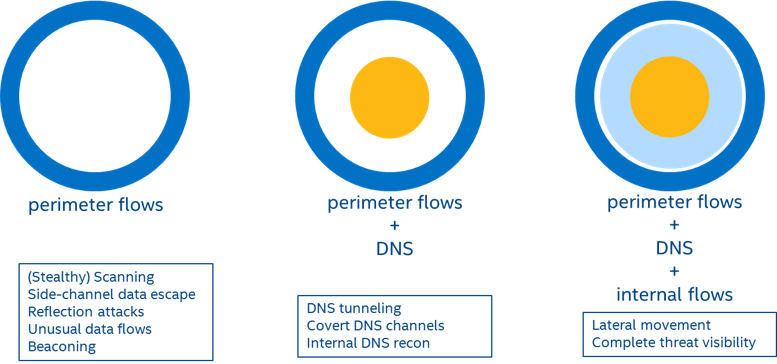 perimeter flows
(Stealthy) Scanning
Side-channel data escape
Reflection attacks
Unusual data flows
Beaconing
perimeter flows
+
DNS
DNS tunneling
Covert DNS channels
Internal DNS recon
perimeter flows
+
DNS
+
internal flows
Lateral movement
Complete threat visibility